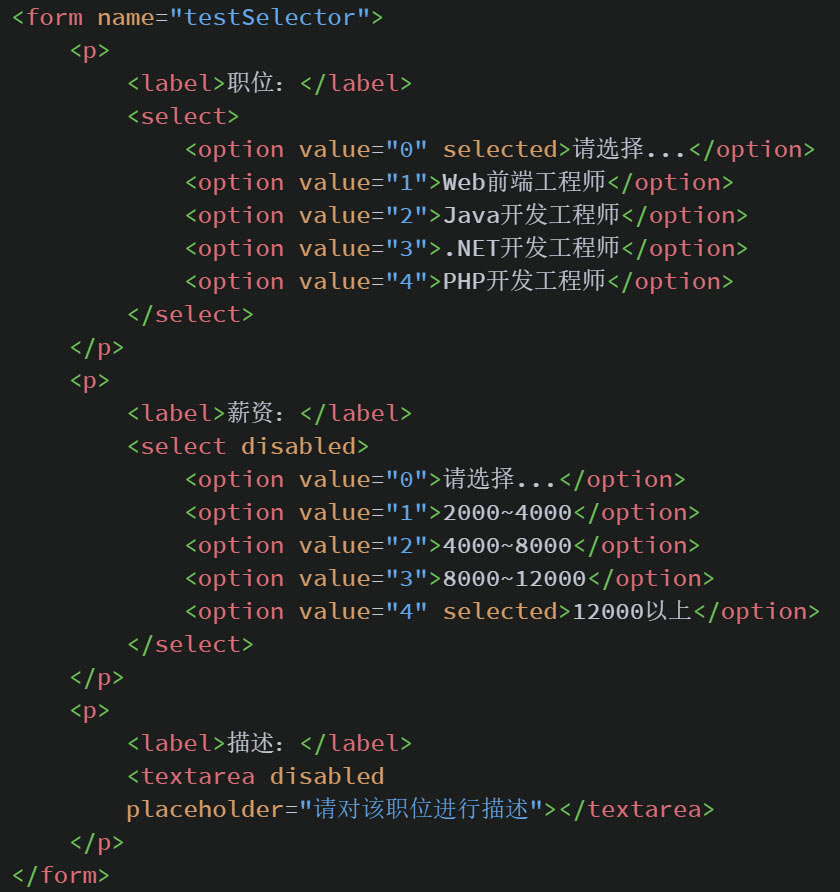 <form name="testSelector">
<p>
<label>职位：</label>
<select>
<option value="0" selected>请选择...</option>
<option value="1">Web前端工程师</option>
<option value="2">Java开发工程师</option>
<option value="3">.NET开发工程师</option>
<option value="4">PHP开发工程师</option>
</select>
</p>
<p>
<label>薪资：</label>
<select disabled>
<option value="0">请选择...</option>
<option value="1">2000~4000</option>
<option value="2">4000~8000</option>
<option value="3">8000~12000</option>
<option value="4" selected>12000以上</option>
</select>
</p>
<p>
<label>描述：</label>
<textarea disabled
placeholder="请对该职位进行描述"></textarea>
</p>
</form>